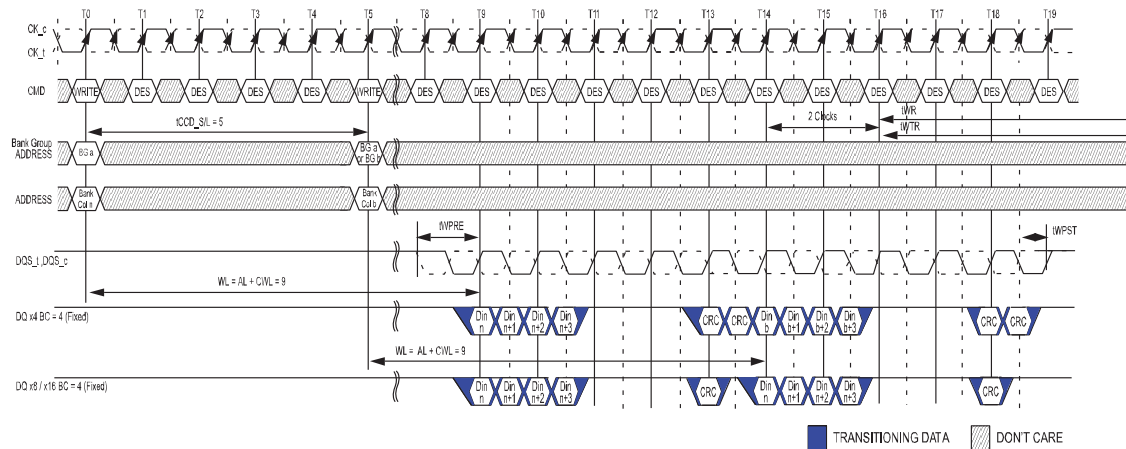 T0 T1 T2 T3 T4 T5 T8 T9 T10 T11 T12 T13 T14 T15 T16 T17 T18 T19
CK_c
CK_t
CMD WRITE DES DES DES DES WRITE DES DES DES DES DES DES DES DES DES DES DES DES
tCCD_S/L = 5 2 Clocks tWR
tWTR
Bank Group
ADDRESS BG a BG a
or BG b
ADDRESS Bank
Col n Bank
Col b
tWPRE tWPST
DQS_t ,DQS_c
WL = AL + CWL = 9
DQ x4 BC = 4 (Fixed) Din
n Din
n+1 Din
n+2 Din
n+3 CRC CRC Din
b Din
b+1 Din
b+2 Din
b+3 CRC CRC
WL = AL + CWL = 9
DQ x8 / x16 BC = 4 (Fixed) Din
n Din
n+1 Din
n+2 Din
n+3 CRC Din
n Din
n+1 Din
n+2 Din
n+3 CRC
TRANSITIONING DATA DON'T CARE